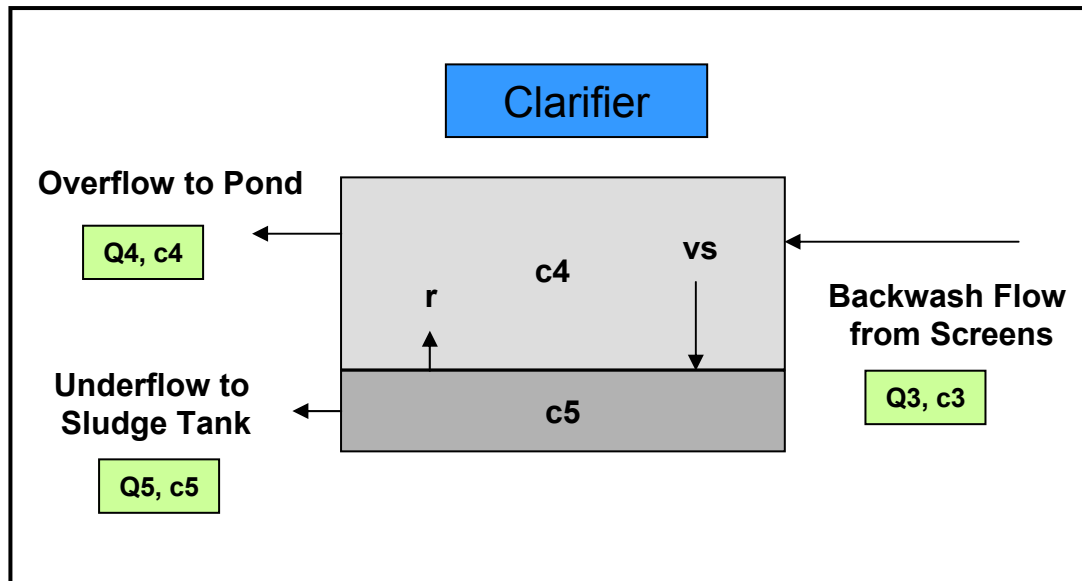 Clarifier
Overflow to Pond
Q4, c4
c4
vs
r
Backwash Flow
from Screens
Q3, c3
Underflow to
Sludge Tank
Q5, c5
c5